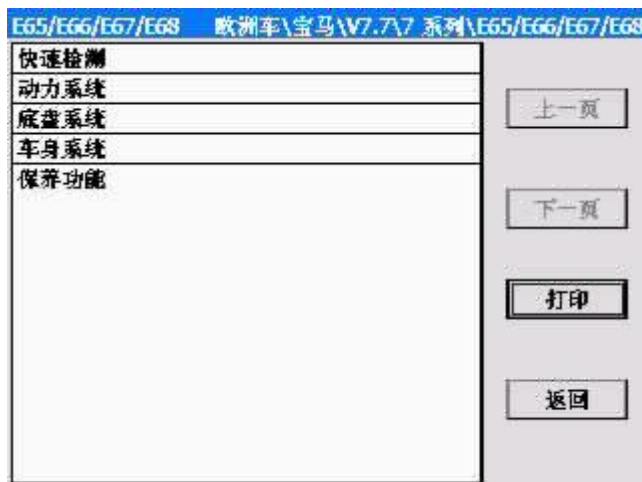 E65/E66/E67/E68 欧洲车\宝马\V7.7\7 系列\E65/E66/E67/E68
快速检测
动力系统
底盘系统
车身系统
保养功能
上一页
下一页
打印
返回